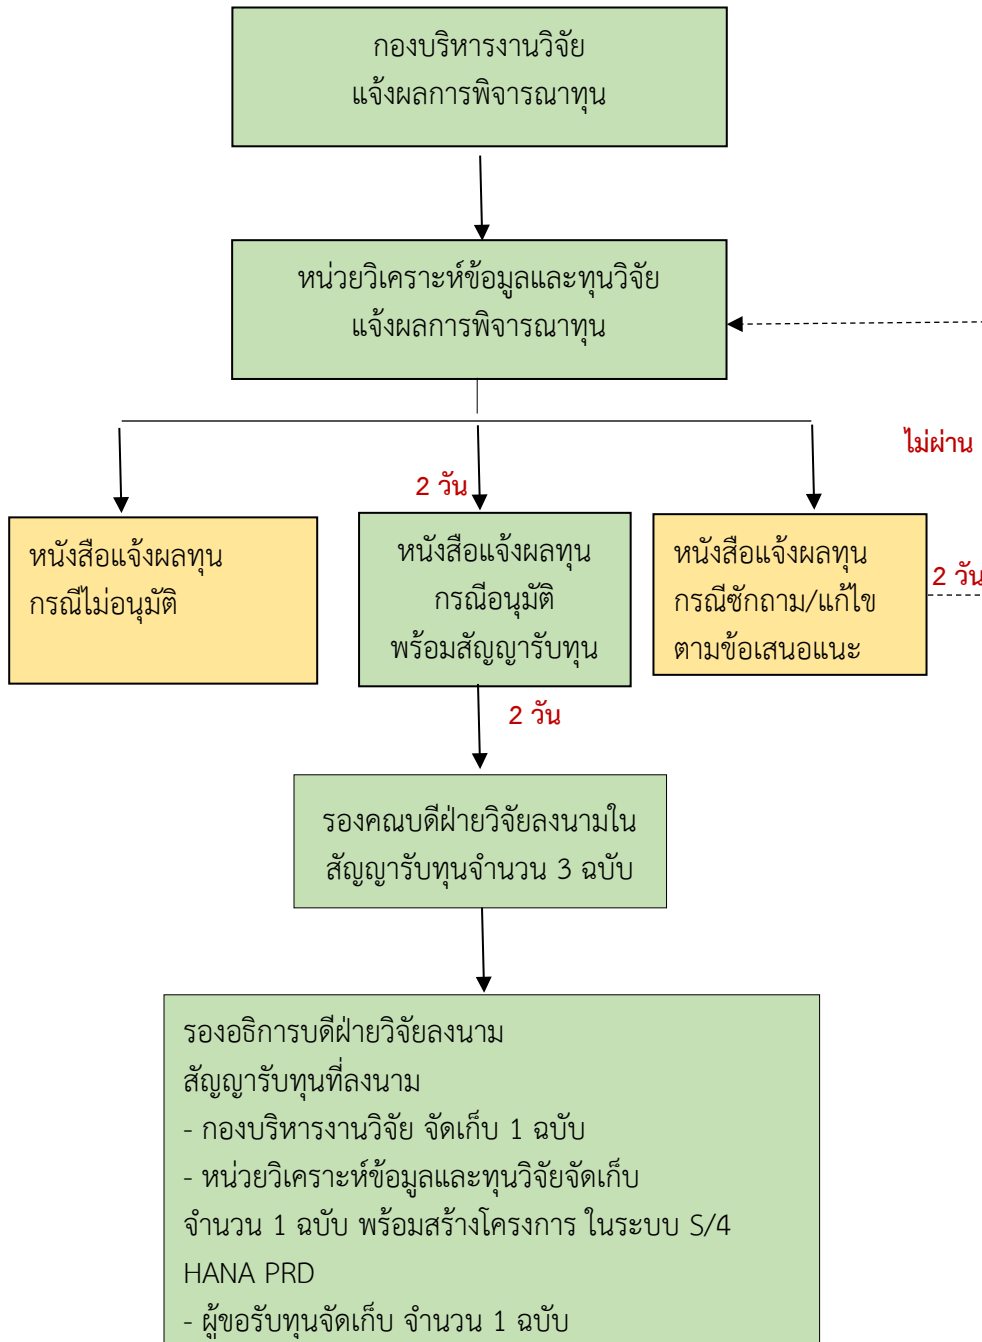 กองบริหารงานวิจัย
แจ้งผลการพิจารณาทุน
หน่วยวิเคราะห์ข้อมูลและทุนวิจัย
แจ้งผลการพิจารณาทุน
ไม่ผ่าน
2 วัน
หนังสือแจ้งผลทุน
กรณีไม่อนุมัติ
หนังสือแจ้งผลทุน
กรณีอนุมัติ
พร้อมสัญญารับทุน
หนังสือแจ้งผลทุน
กรณีซักถาม/แก้ไข
ตามข้อเสนอแนะ
2 วัน
2 วัน
รองคณบดีฝ่ายวิจัยลงนามใน
สัญญารับทุนจำนวน 3 ฉบับ
รองอธิการบดีฝ่ายวิจัยลงนาม
สัญญารับทุนที่ลงนาม
- กองบริหารงานวิจัย จัดเก็บ 1 ฉบับ
- หน่วยวิเคราะห์ข้อมูลและทุนวิจัยจัดเก็บ
จำนวน 1 ฉบับ พร้อมสร้างโครงการ ในระบบ S/4
HANA PRD
- ผู้ขอรับทุนจัดเก็บ จำนวน 1 ฉบับ